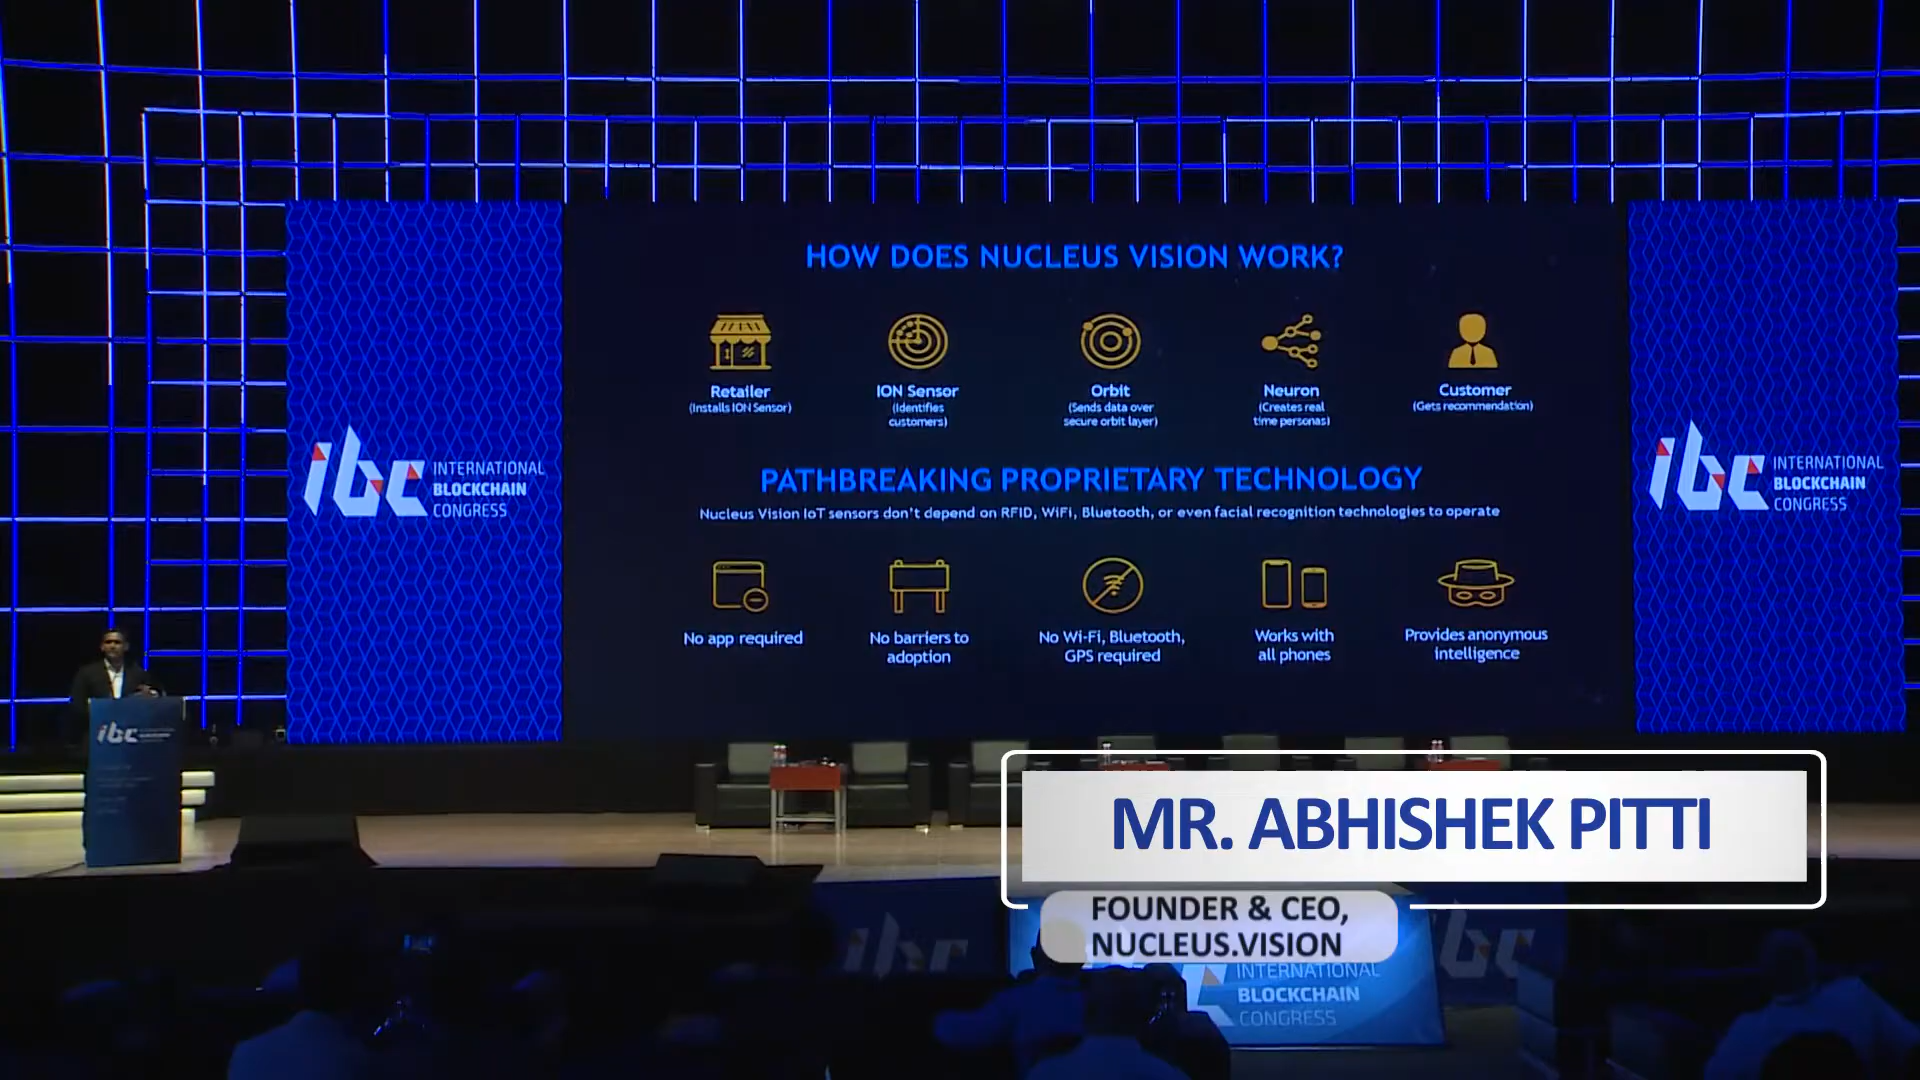 HOW DOES NUCLEUS VISION WORK?
Retailer
(Installs ION Sensor)
ION Sensor
(Identifies
customers)
Orbit
(Sends data over
secure orbit layer)
Neuron
(Creates real
time personas)
Customer
(Gets recommendation)
PATHBREAKING PROPRIETARY TECHNOLOGY
Nucleus Vision IoT sensors don't depend on RFID, WiFi, Bluetooth, or even facial recognition technologies to operate
No app required
No barriers to
adoption
No Wi-Fi, Bluetooth,
GPS required
Works with
all phones
Provides anonymous
intelligence
ibc INTERNATIONAL
BLOCKCHAIN
CONGRESS
ibc INTERNATIONAL
BLOCKCHAIN
CONGRESS
ibc
MR. ABHISHEK PITTI
FOUNDER & CEO,
NUCLEUS.VISION
ibc
ibc
INTERNATIONAL
BLOCKCHAIN
CONGRESS